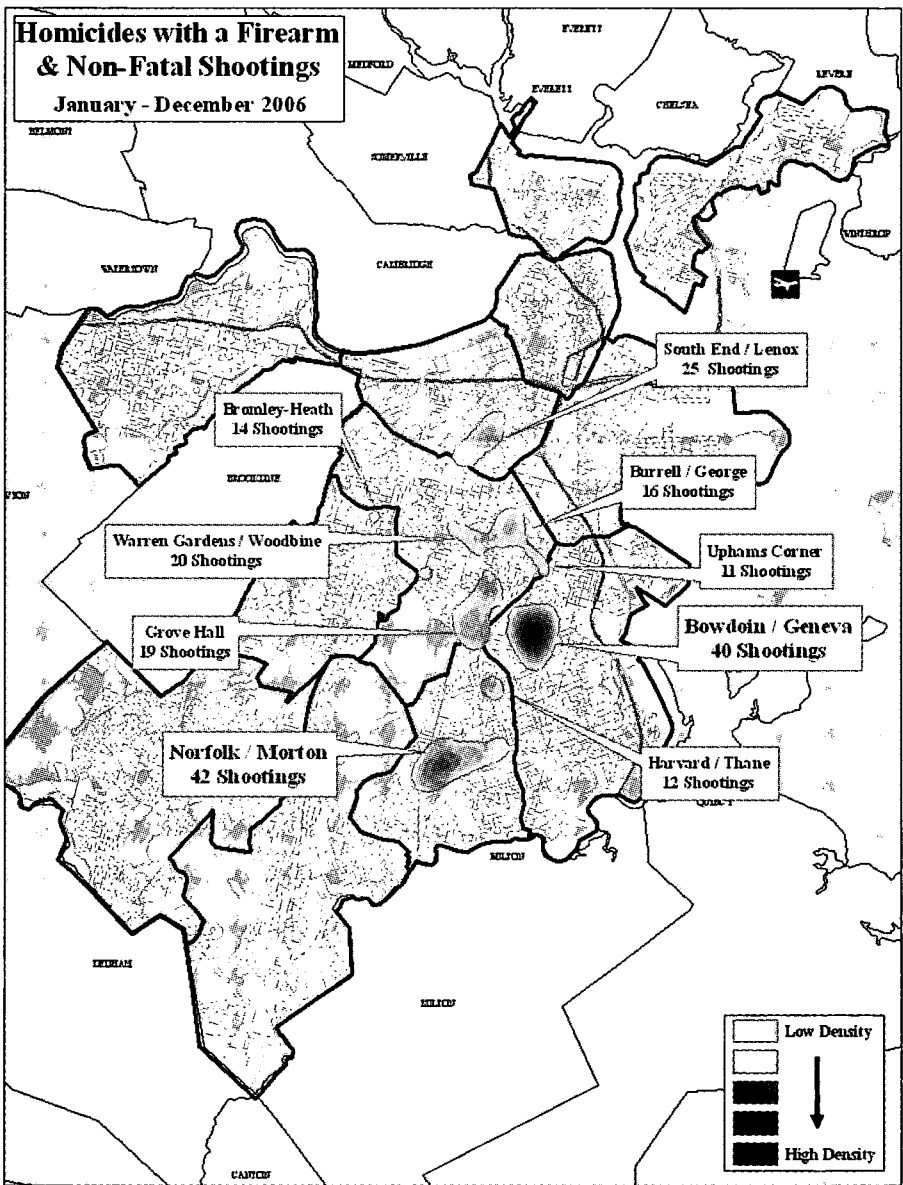 Homicides with a Firearm
& Non-Fatal Shootings
January - December 2006
EVERETT
MEDFORD
EVERETT
REVERE
CHELSEA
BELMONT
SOMERVILLE
WINTHROP
WATERTOWN
CAMBRIDGE
South End / Lenox
25 Shootings
Bromley-Heath
14 Shootings
BROOKLINE
Burrell / George
16 Shootings
Warren Gardens / Woodbine
20 Shootings
Uphams Corner
11 Shootings
Bowdoin / Geneva
40 Shootings
Grove Hall
19 Shootings
Norfolk / Morton
42 Shootings
Harvard / Thane
12 Shootings
QUINCY
MILTON
DEDHAM
MILTON
CANTON
Low Density
High Density